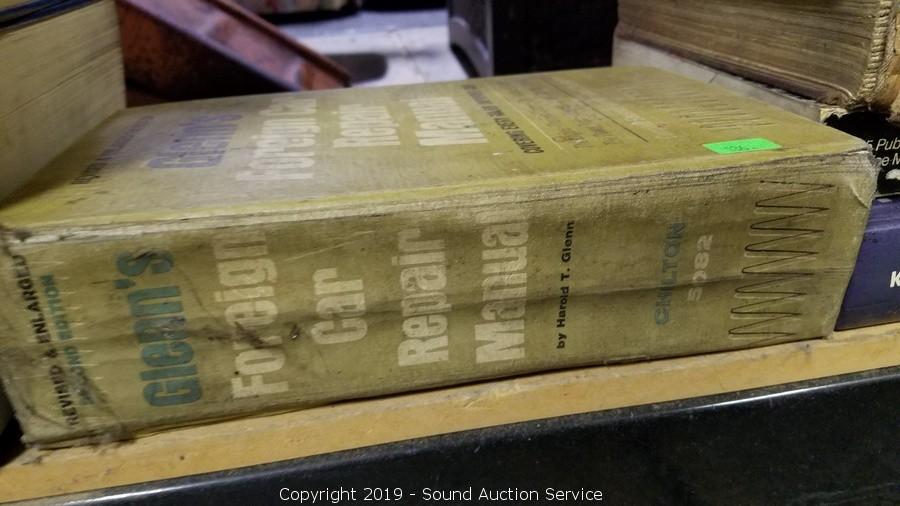 Glenn's
Foreign Car
Repair
Manual
REVISED & ENLARGED
SECOND EDITION
Glenn's
Foreign
Car
Repair
Manual
by Harold T. Glenn
CHILTON
5082
K
Copyright 2019 - Sound Auction Service